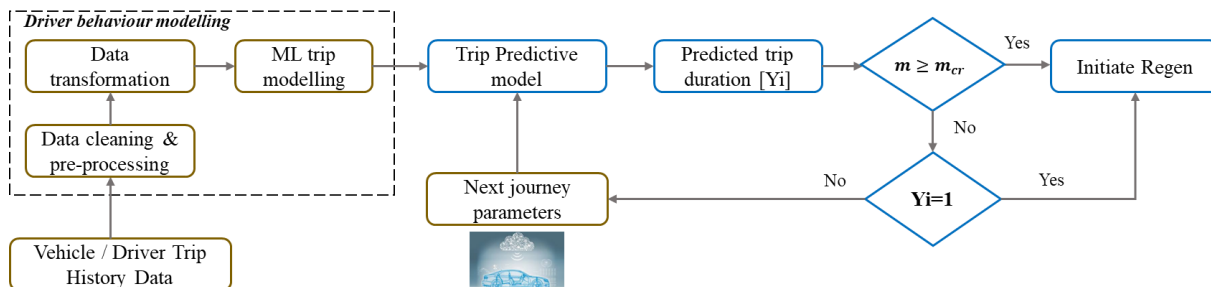 Driver behaviour modelling
Data
transformation
ML trip
modelling
Trip Predictive
model
Predicted trip
duration [Yi]
m ≥ m_cr
Yes
Initiate Regen
No
Data cleaning &
pre-processing
Next journey
parameters
No
Yi=1
Yes
Vehicle / Driver Trip
History Data